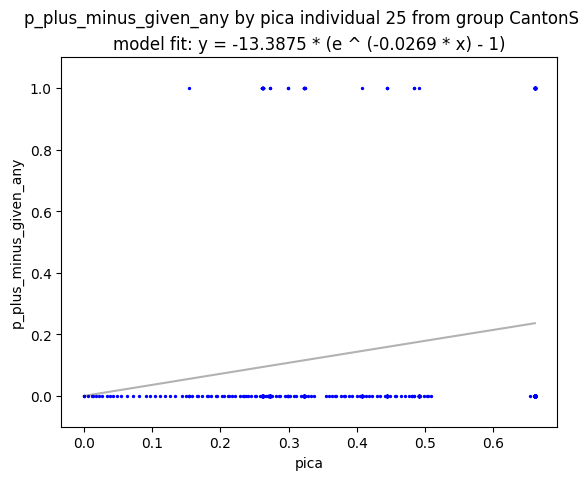 p_plus_minus_given_any by pica individual 25 from group CantonS
model fit: y = -13.3875 * (e ^ (-0.0269 * x) - 1)
1.0
0.8
0.6
0.4
0.2
0.0
p_plus_minus_given_any
0.0 0.1 0.2 0.3 0.4 0.5 0.6
pica